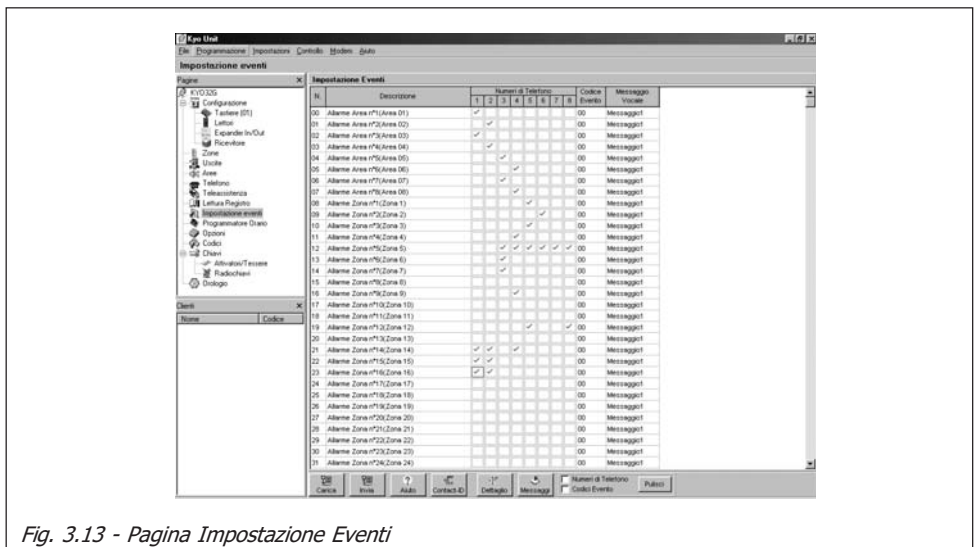 Kyo Unit
File Programmazione Impostazioni Controllo Modem Aiuto
Impostazione eventi
Pagine
KYO32G
Configurazione
Tastiere (01)
Lettori
Expander In/Out
Ricevitore
Zone
Uscite
Aree
Telefono
Teleassistenza
Lettura Registro
Impostazione eventi
Programmatore Orario
Opzioni
Codici
Chiavi
Attivatori/Tessere
Radiochiavi
Orologio
Clienti
Nome Codice
Impostazione Eventi
N. Descrizione Numeri di Telefono Codice Evento Messaggio Vocale
1 2 3 4 5 6 7 8
00 Allarme Area n°1(Area 01) 00 Messaggio1
01 Allarme Area n°2(Area 02) 00 Messaggio1
02 Allarme Area n°3(Area 03) 00 Messaggio1
03 Allarme Area n°4(Area 04) 00 Messaggio1
04 Allarme Area n°5(Area 05) 00 Messaggio1
05 Allarme Area n°6(Area 06) 00 Messaggio1
06 Allarme Area n°7(Area 07) 00 Messaggio1
07 Allarme Area n°8(Area 08) 00 Messaggio1
08 Allarme Zona n°1(Zona 1) 00 Messaggio1
09 Allarme Zona n°2(Zona 2) 00 Messaggio1
10 Allarme Zona n°3(Zona 3) 00 Messaggio1
11 Allarme Zona n°4(Zona 4) 00 Messaggio1
12 Allarme Zona n°5(Zona 5) 00 Messaggio1
13 Allarme Zona n°6(Zona 6) 00 Messaggio1
14 Allarme Zona n°7(Zona 7) 00 Messaggio1
15 Allarme Zona n°8(Zona 8) 00 Messaggio1
16 Allarme Zona n°9(Zona 9) 00 Messaggio1
17 Allarme Zona n°10(Zona 10) 00 Messaggio1
18 Allarme Zona n°11(Zona 11) 00 Messaggio1
19 Allarme Zona n°12(Zona 12) 00 Messaggio1
20 Allarme Zona n°13(Zona 13) 00 Messaggio1
21 Allarme Zona n°14(Zona 14) 00 Messaggio1
22 Allarme Zona n°15(Zona 15) 00 Messaggio1
23 Allarme Zona n°16(Zona 16) 00 Messaggio1
24 Allarme Zona n°17(Zona 17) 00 Messaggio1
25 Allarme Zona n°18(Zona 18) 00 Messaggio1
26 Allarme Zona n°19(Zona 19) 00 Messaggio1
27 Allarme Zona n°20(Zona 20) 00 Messaggio1
28 Allarme Zona n°21(Zona 21) 00 Messaggio1
29 Allarme Zona n°22(Zona 22) 00 Messaggio1
30 Allarme Zona n°23(Zona 23) 00 Messaggio1
31 Allarme Zona n°24(Zona 24) 00 Messaggio1
Carica Invia Aiuto Contact-ID Dettaglio Messaggi Numeri di Telefono Pulisci
Codici Evento
Fig. 3.13 - Pagina Impostazione Eventi